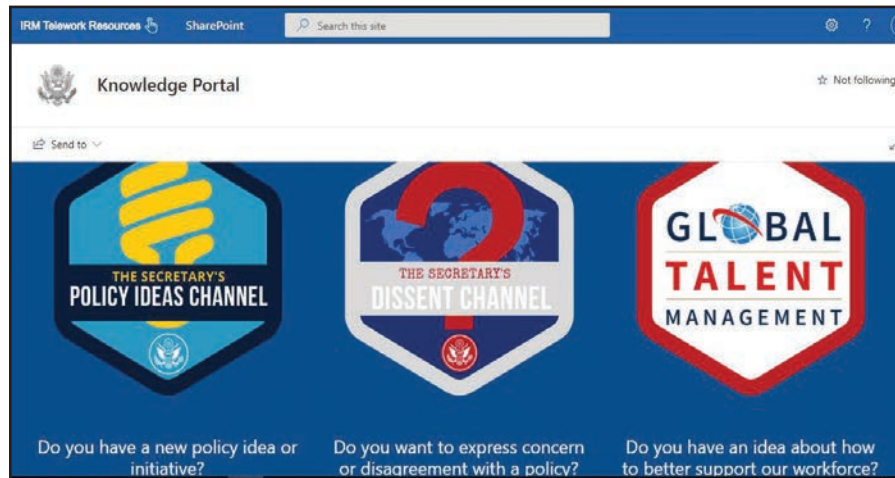 IRM Telework Resources
SharePoint
Search this site
?
Knowledge Portal
Not following
Send to
THE SECRETARY'S
POLICY IDEAS CHANNEL
THE SECRETARY'S
DISSENT CHANNEL
GLOBAL
TALENT
MANAGEMENT
Do you have a new policy idea or
initiative?
Do you want to express concern
or disagreement with a policy?
Do you have an idea about how
to better support our workforce?